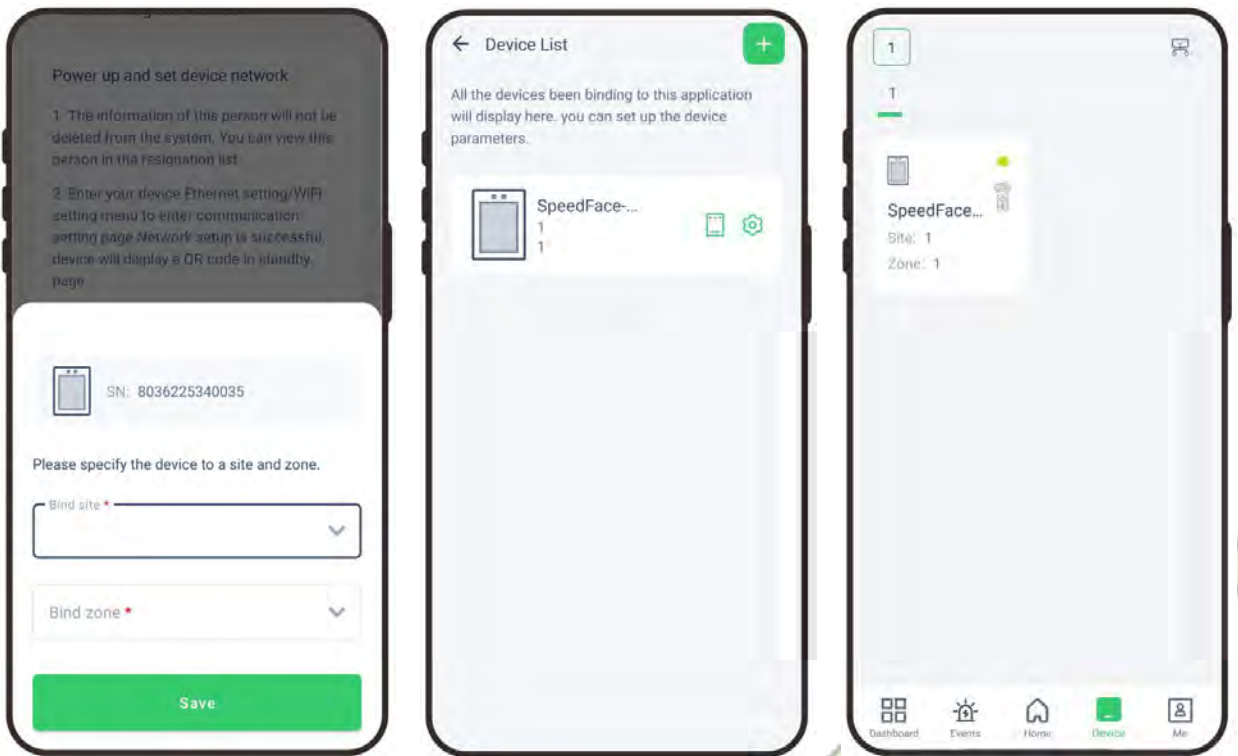 Power up and set device network
1. The information of this person will not be
deleted from the system. You can view this
person in the resignation list
2. Enter your device Ethernet setting/WiFi
setting menu to enter communication
setting page Network setup is successful,
device will display a QR code in standby
page
SN: 8036225340035
Please specify the device to a site and zone.
Bind site *
Bind zone *
Save
Device List
+
All the devices been binding to this application
will display here. you can set up the device
parameters.
SpeedFace-...
1
1
1
1
SpeedFace...
Site: 1
Zone: 1
Dashboard
Events
Home
Device
Me